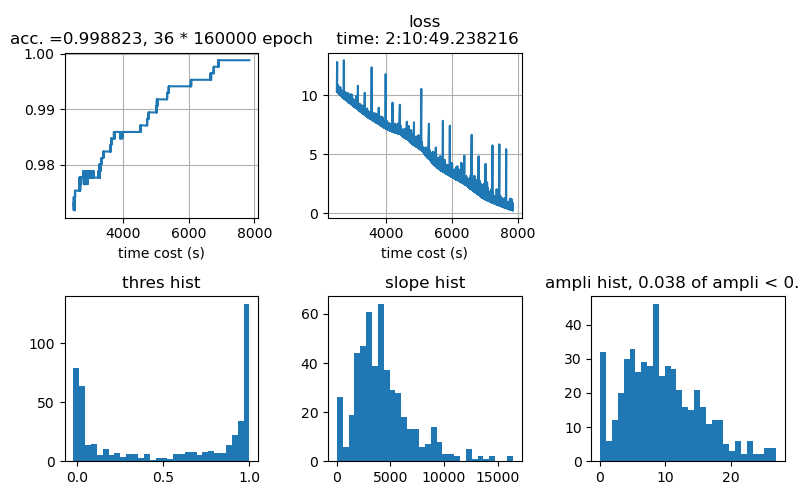 acc. =0.998823, 36 * 160000 epoch
loss
time: 2:10:49.238216
1.00
0.99
0.98
4000 6000 8000
time cost (s)
10
5
0
4000 6000 8000
time cost (s)
thres hist
slope hist
ampli hist, 0.038 of ampli < 0.
100
50
0
0.0 0.5 1.0
60
40
20
0
0 5000 10000 15000
40
30
20
10
0
0 20